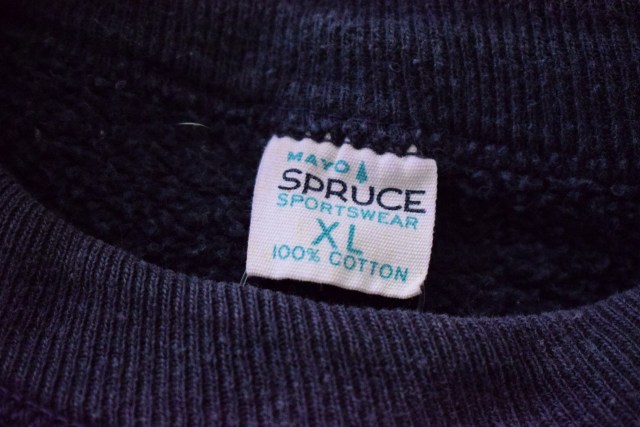 MAYO
SPRUCE
SPORTSWEAR
XL
100% COTTON